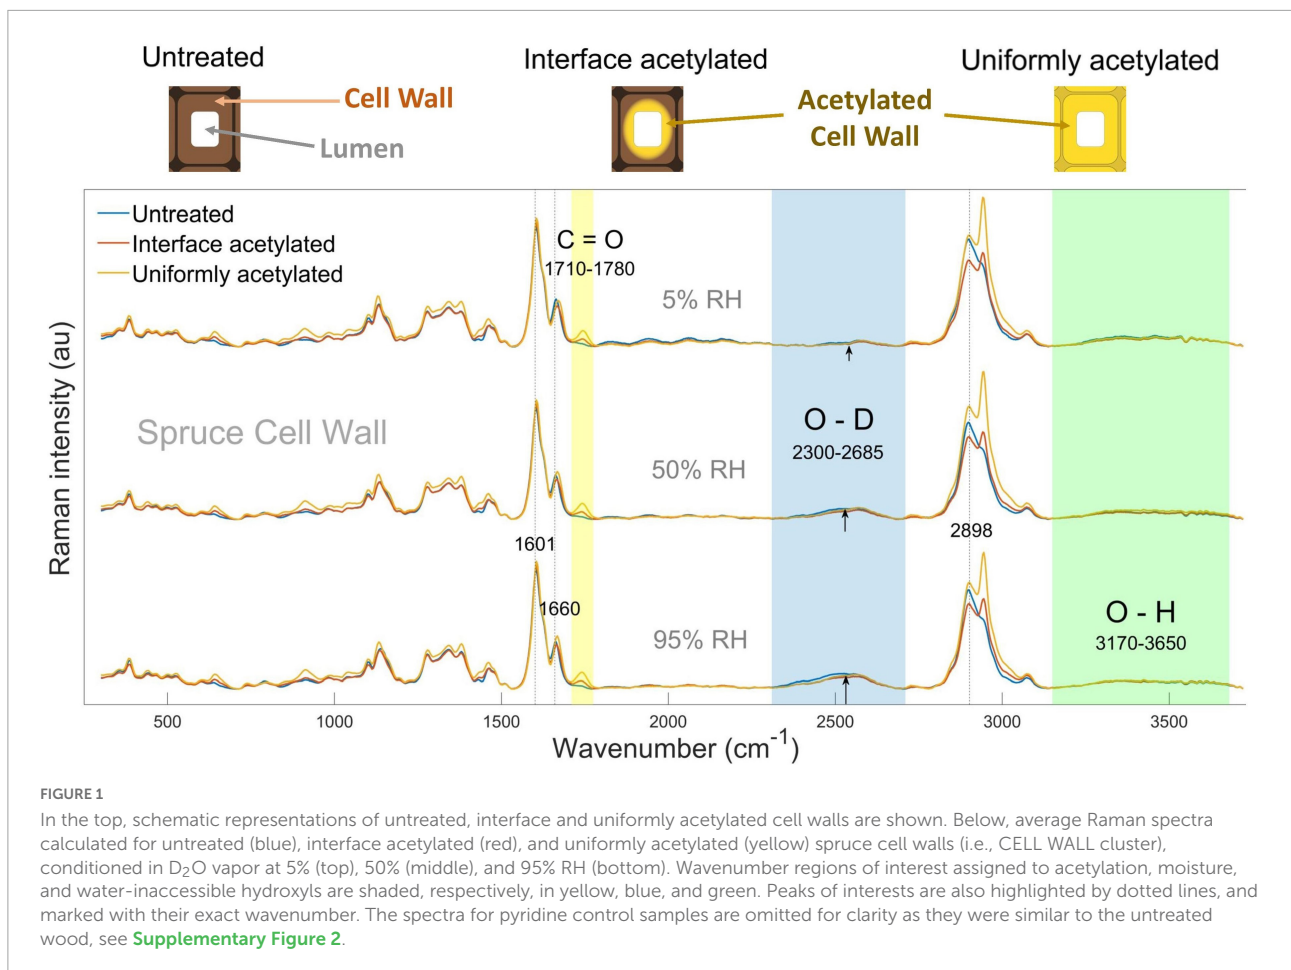 Untreated
Interface acetylated
Uniformly acetylated
Cell Wall
Lumen
Acetylated
Cell Wall
Untreated
Interface acetylated
Uniformly acetylated
C = O
1710-1780
5% RH
Spruce Cell Wall
50% RH
O - D
2300-2685
1601
2898
1660
95% RH
O - H
3170-3650
Raman intensity (au)
500
1000
1500
2000
2500
3000
3500
Wavenumber (cm⁻¹)
FIGURE 1
In the top, schematic representations of untreated, interface and uniformly acetylated cell walls are shown. Below, average Raman spectra
calculated for untreated (blue), interface acetylated (red), and uniformly acetylated (yellow) spruce cell walls (i.e., CELL WALL cluster),
conditioned in D₂O vapor at 5% (top), 50% (middle), and 95% RH (bottom). Wavenumber regions of interest assigned to acetylation, moisture,
and water-inaccessible hydroxyls are shaded, respectively, in yellow, blue, and green. Peaks of interests are also highlighted by dotted lines, and
marked with their exact wavenumber. The spectra for pyridine control samples are omitted for clarity as they were similar to the untreated
wood, see Supplementary Figure 2.